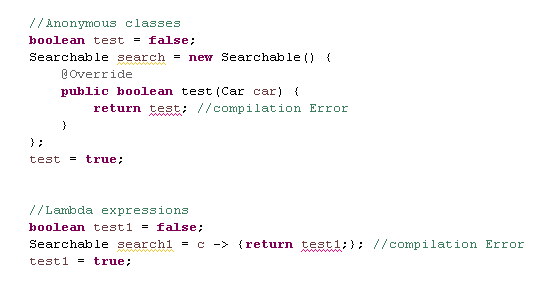 //Anonymous classes
boolean test = false;
Searchable search = new Searchable() {
@Override
public boolean test(Car car) {
return test; //compilation Error
}
};
test = true;
//Lambda expressions
boolean test1 = false;
Searchable search1 = c -> {return test1;}; //compilation Error
test1 = true;